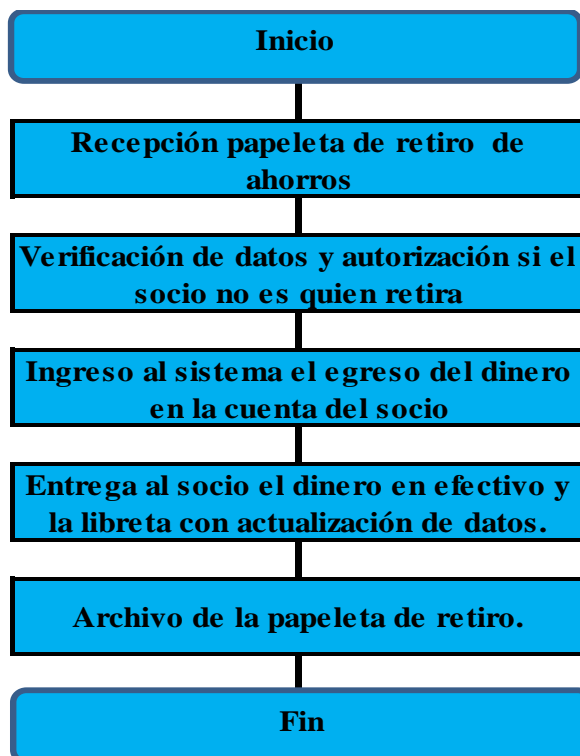 Inicio
Recepción papeleta de retiro de
ahorros
Verificación de datos y autorización si el
socio no es quien retira
Ingreso al sistema el egreso del dinero
en la cuenta del socio
Entrega al socio el dinero en efectivo y
la libreta con actualización de datos.
Archivo de la papeleta de retiro.
Fin